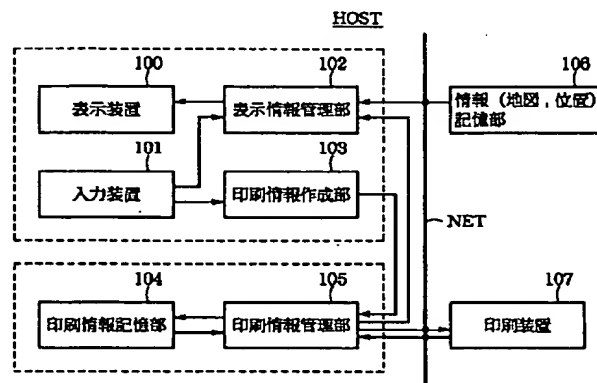 HOST
100
102
106
表示装置
表示情報管理部
情報(地図,位置)
記憶部
101
103
入力装置
印刷情報作成部
NET
104
105
107
印刷情報記憶部
印刷情報管理部
印刷装置